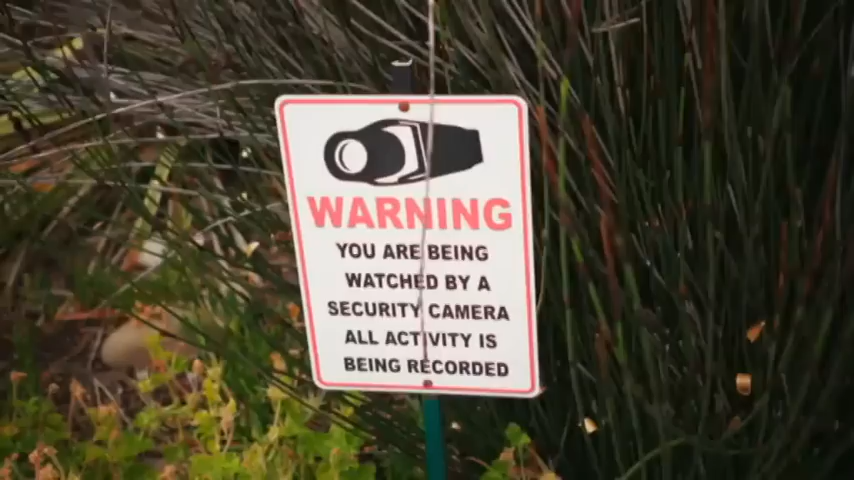 WARNING
YOU ARE BEING
WATCHED BY A
SECURITY CAMERA
ALL ACTIVITY IS
BEING RECORDED